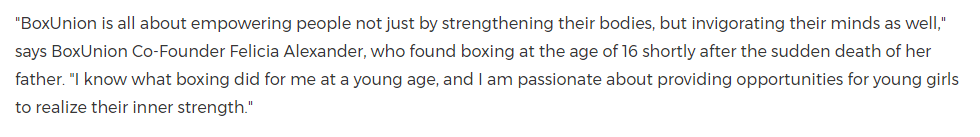 "BoxUnion is all about empowering people not just by strengthening their bodies, but invigorating their minds as well,"
says BoxUnion Co-Founder Felicia Alexander, who found boxing at the age of 16 shortly after the sudden death of her
father. "I know what boxing did for me at a young age, and I am passionate about providing opportunities for young girls
to realize their inner strength."